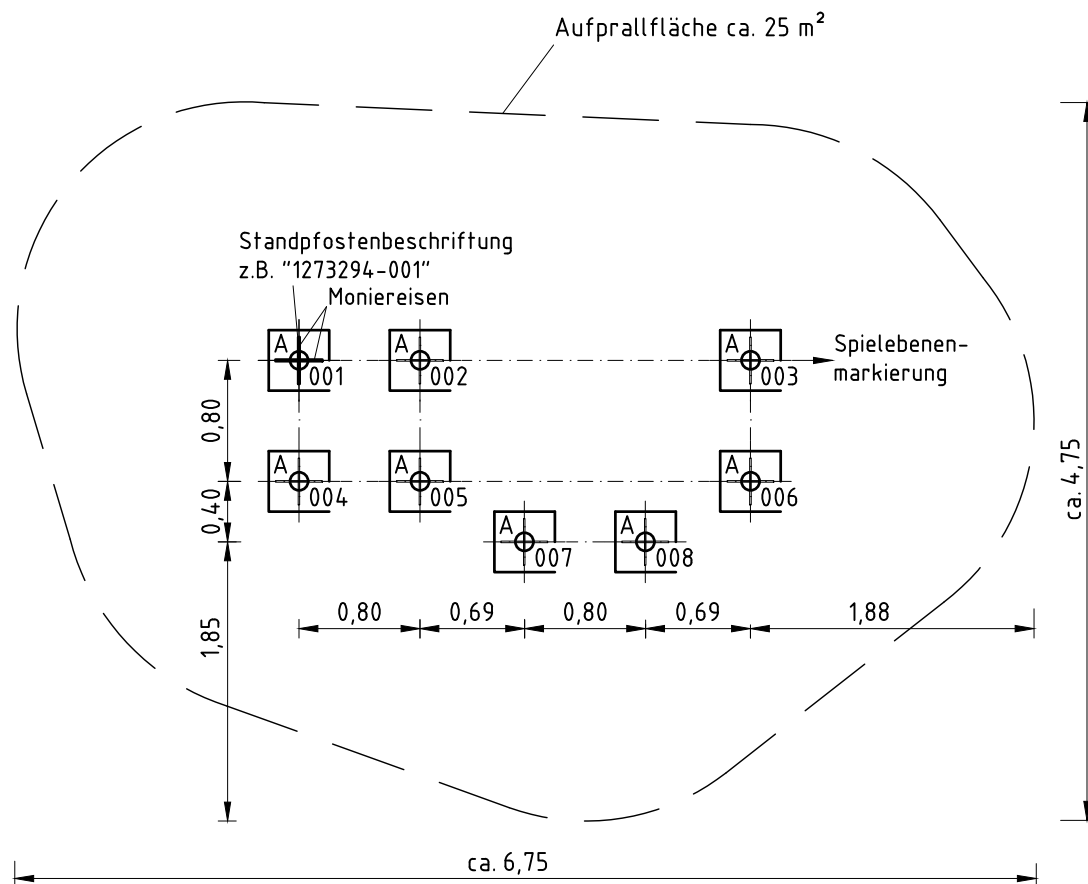 Aufprallfläche ca. 25 m²
Standpfostenbeschriftung
z.B. "1273294-001"
Moniereisen
A
001
A
002
A
003
Spielebenen-
markierung
0,80
A
004
A
005
A
006
0,40
A
007
A
008
ca. 4,75
0,80
0,69
0,80
0,69
1,88
1,85
ca. 6,75